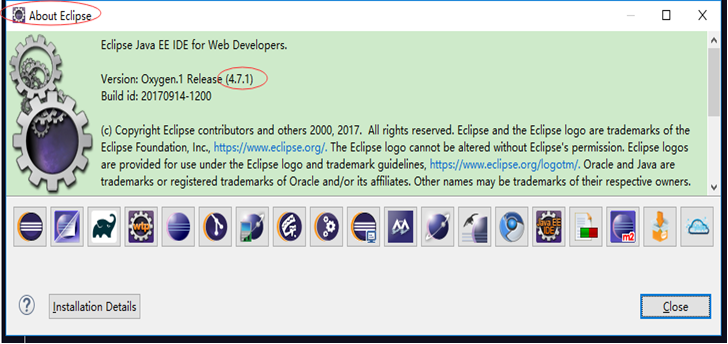 About Eclipse
Eclipse Java EE IDE for Web Developers.
Version: Oxygen.1 Release (4.7.1)
Build id: 20170914-1200
(c) Copyright Eclipse contributors and others 2000, 2017.  All rights reserved. Eclipse and the Eclipse logo are trademarks of the
Eclipse Foundation, Inc., https://www.eclipse.org/. The Eclipse logo cannot be altered without Eclipse's permission. Eclipse logos
are provided for use under the Eclipse logo and trademark guidelines, https://www.eclipse.org/logotm/. Oracle and Java are
trademarks or registered trademarks of Oracle and/or its affiliates. Other names may be trademarks of their respective owners.
wtp
Java EE
IDE
m2
?
Installation Details
Close